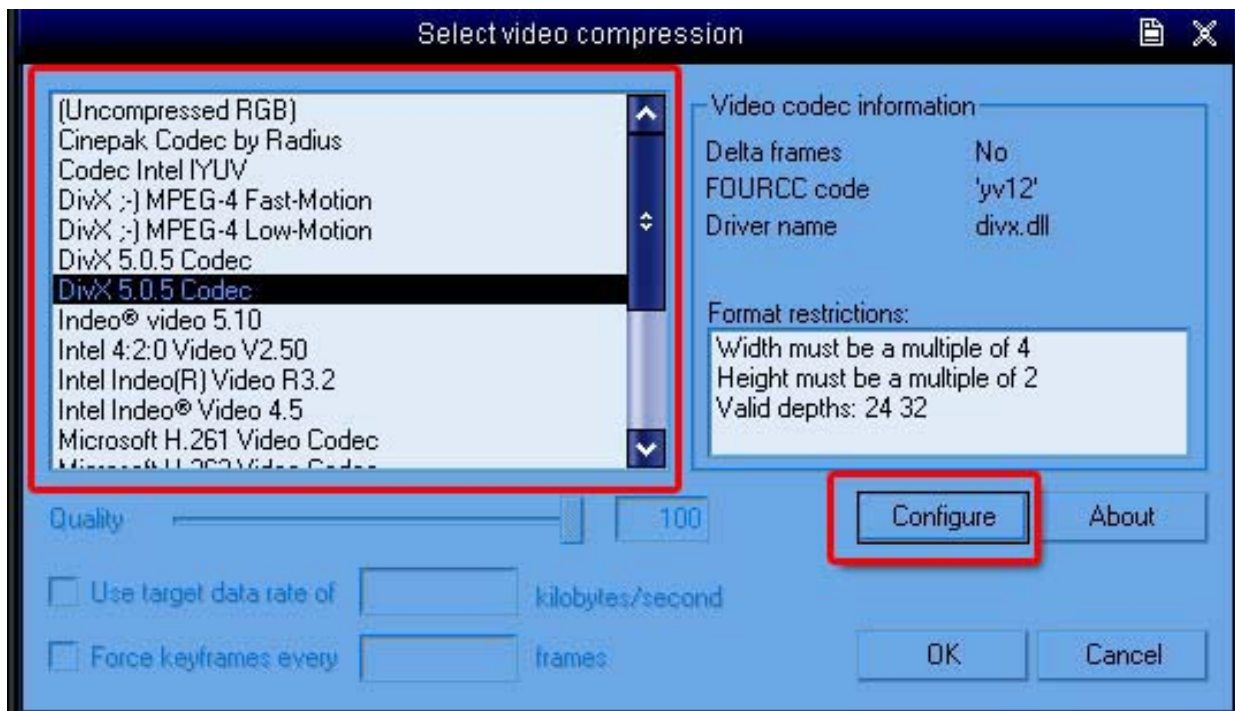 Select video compression
(Uncompressed RGB)
Cinepak Codec by Radius
Codec Intel IYUV
DivX ;-) MPEG-4 Fast-Motion
DivX ;-) MPEG-4 Low-Motion
DivX 5.0.5 Codec
DivX 5.0.5 Codec
Indeo® video 5.10
Intel 4:2:0 Video V2.50
Intel Indeo(R) Video R3.2
Intel Indeo® Video 4.5
Microsoft H.261 Video Codec
Video codec information
Delta frames No
FOURCC code 'yv12'
Driver name divx.dll
Format restrictions:
Width must be a multiple of 4
Height must be a multiple of 2
Valid depths: 24 32
Quality 100
Configure About
Use target data rate of kilobytes/second
Force keyframes every frames
OK Cancel